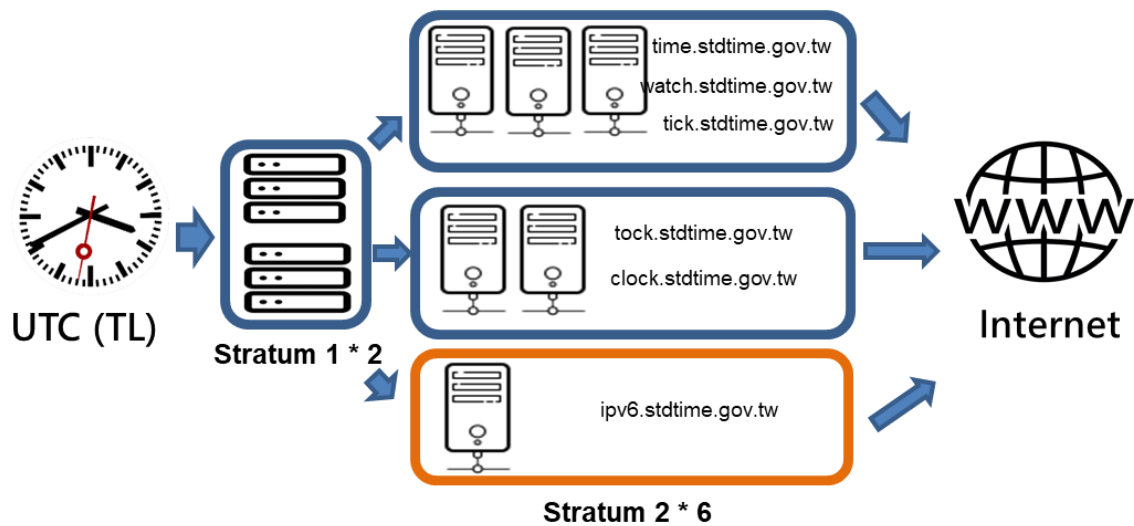 time.stdtime.gov.tw
watch.stdtime.gov.tw
tick.stdtime.gov.tw
tock.stdtime.gov.tw
clock.stdtime.gov.tw
WWW
UTC (TL)
Internet
Stratum 1 * 2
ipv6.stdtime.gov.tw
Stratum 2 * 6